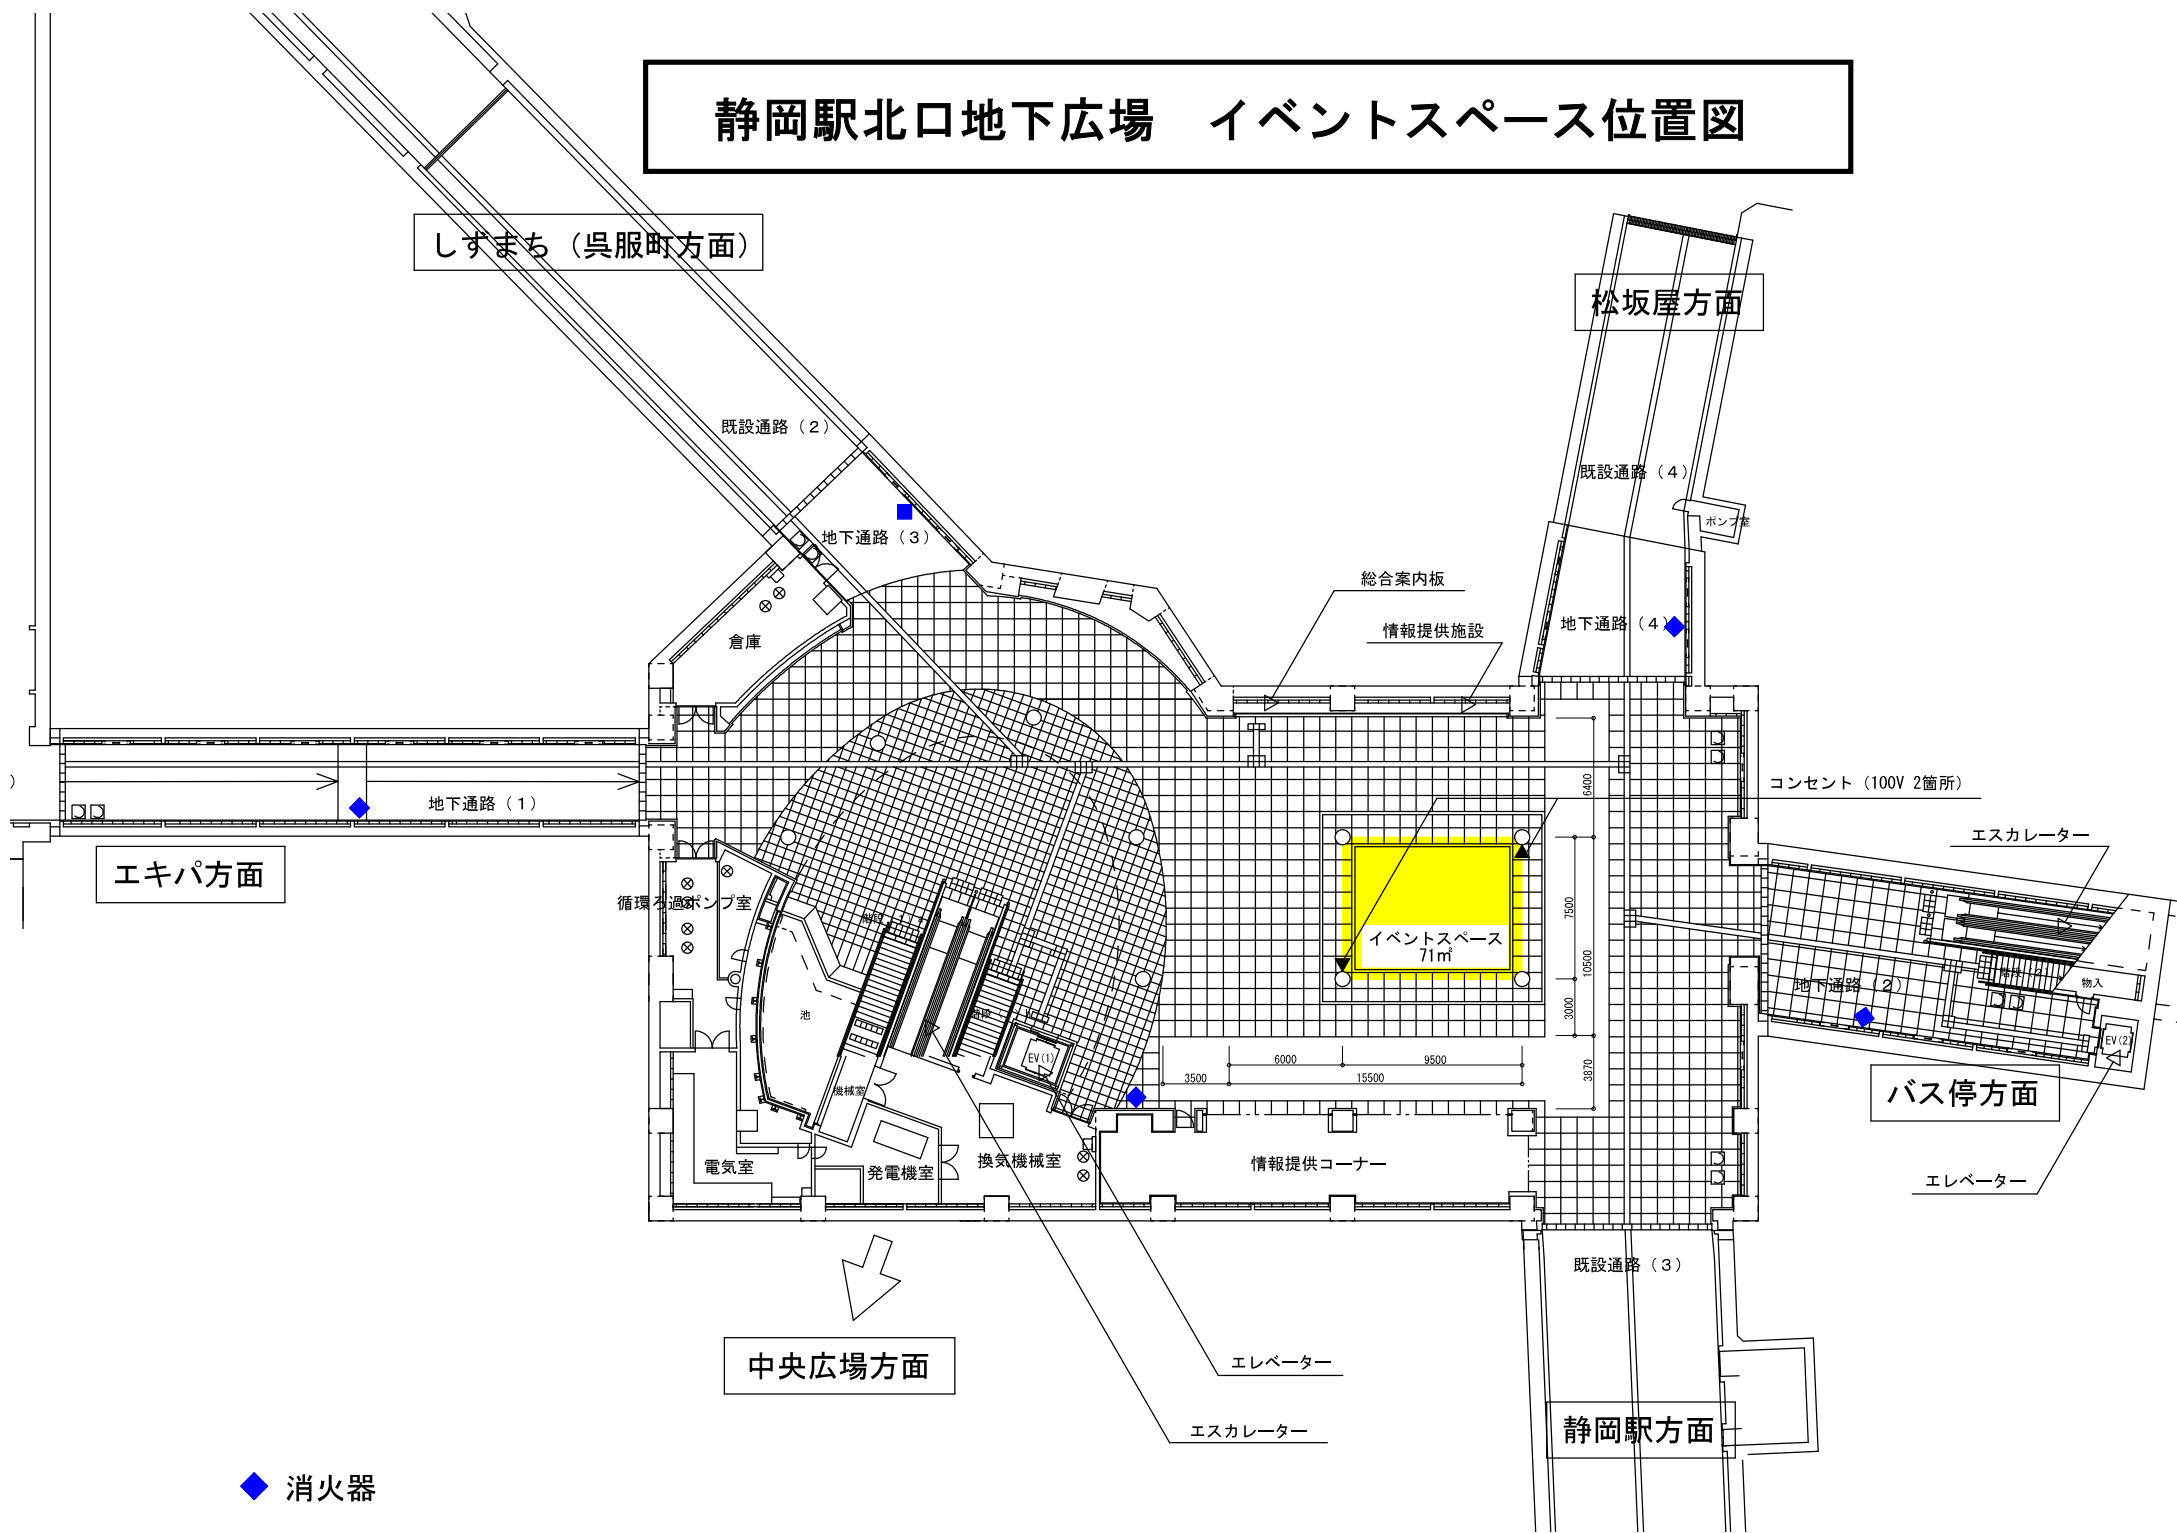 静岡駅北口地下広場　イベントスペース位置図
しずまち（呉服町方面）
松坂屋方面
既設通路（２）
既設通路（４）
ポンプ室
地下通路（３）
総合案内板
情報提供施設
地下通路（４）
倉庫
)
地下通路（１）
コンセント（100V 2箇所）
6400
エスカレーター
エキパ方面
循環ろ過ポンプ室
7500
イベントスペース
71㎡
10500
階段（2）
物入
地下通路（２）
池
3000
EV(1)
EV(2)
6000
9500
3500
15500
3870
機械室
バス停方面
電気室
発電機室
換気機械室
情報提供コーナー
エレベーター
既設通路（３）
中央広場方面
エレベーター
エスカレーター
静岡駅方面
消火器